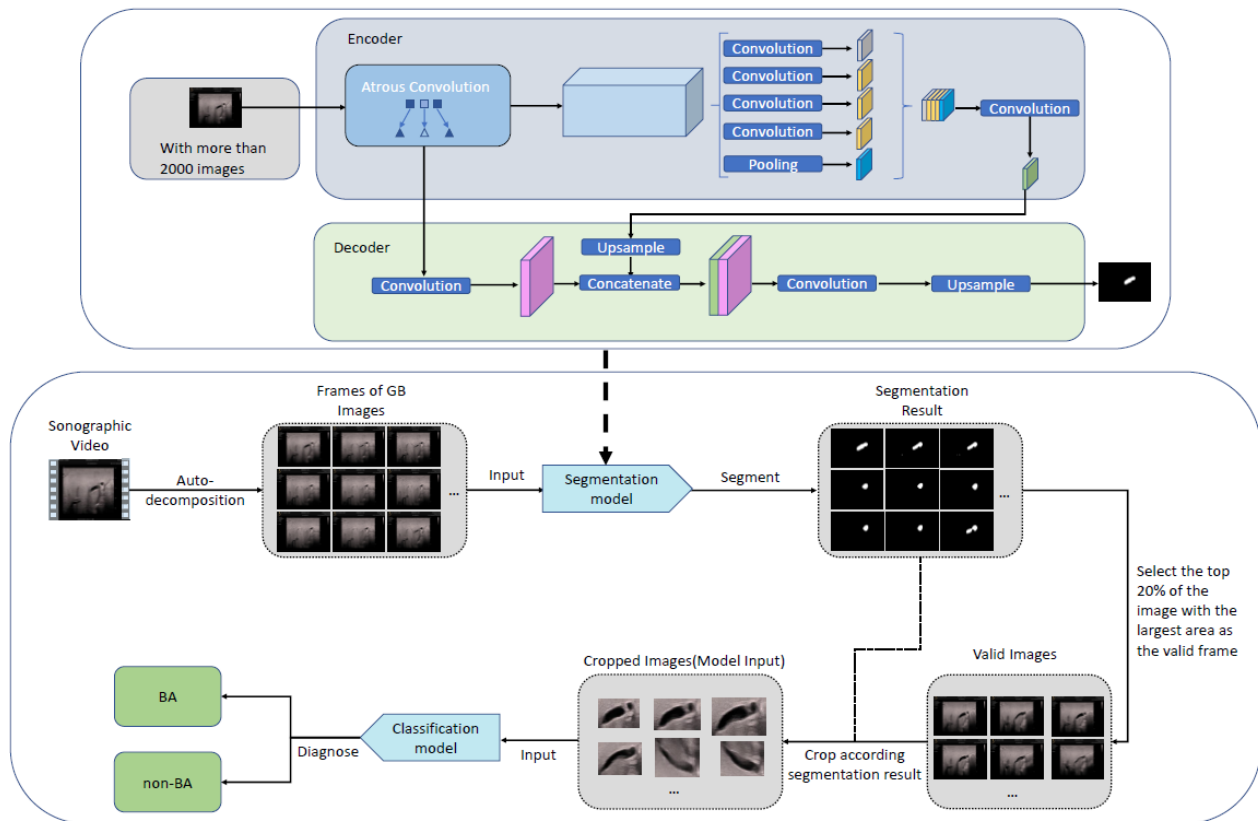 Encoder
Atrous Convolution
Convolution
Convolution
Convolution
Convolution
Pooling
Convolution
With more than
2000 images
Decoder
Upsample
Convolution
Concatenate
Convolution
Upsample
Sonographic
Video
Auto-
decomposition
Frames of GB
Images
...
Input
Segmentation
model
Segment
Segmentation
Result
...
Select the top
20% of the
image with the
largest area as
the valid frame
Valid Images
...
Crop according
segmentation result
Cropped Images(Model Input)
...
Input
Classification
model
Diagnose
BA
non-BA